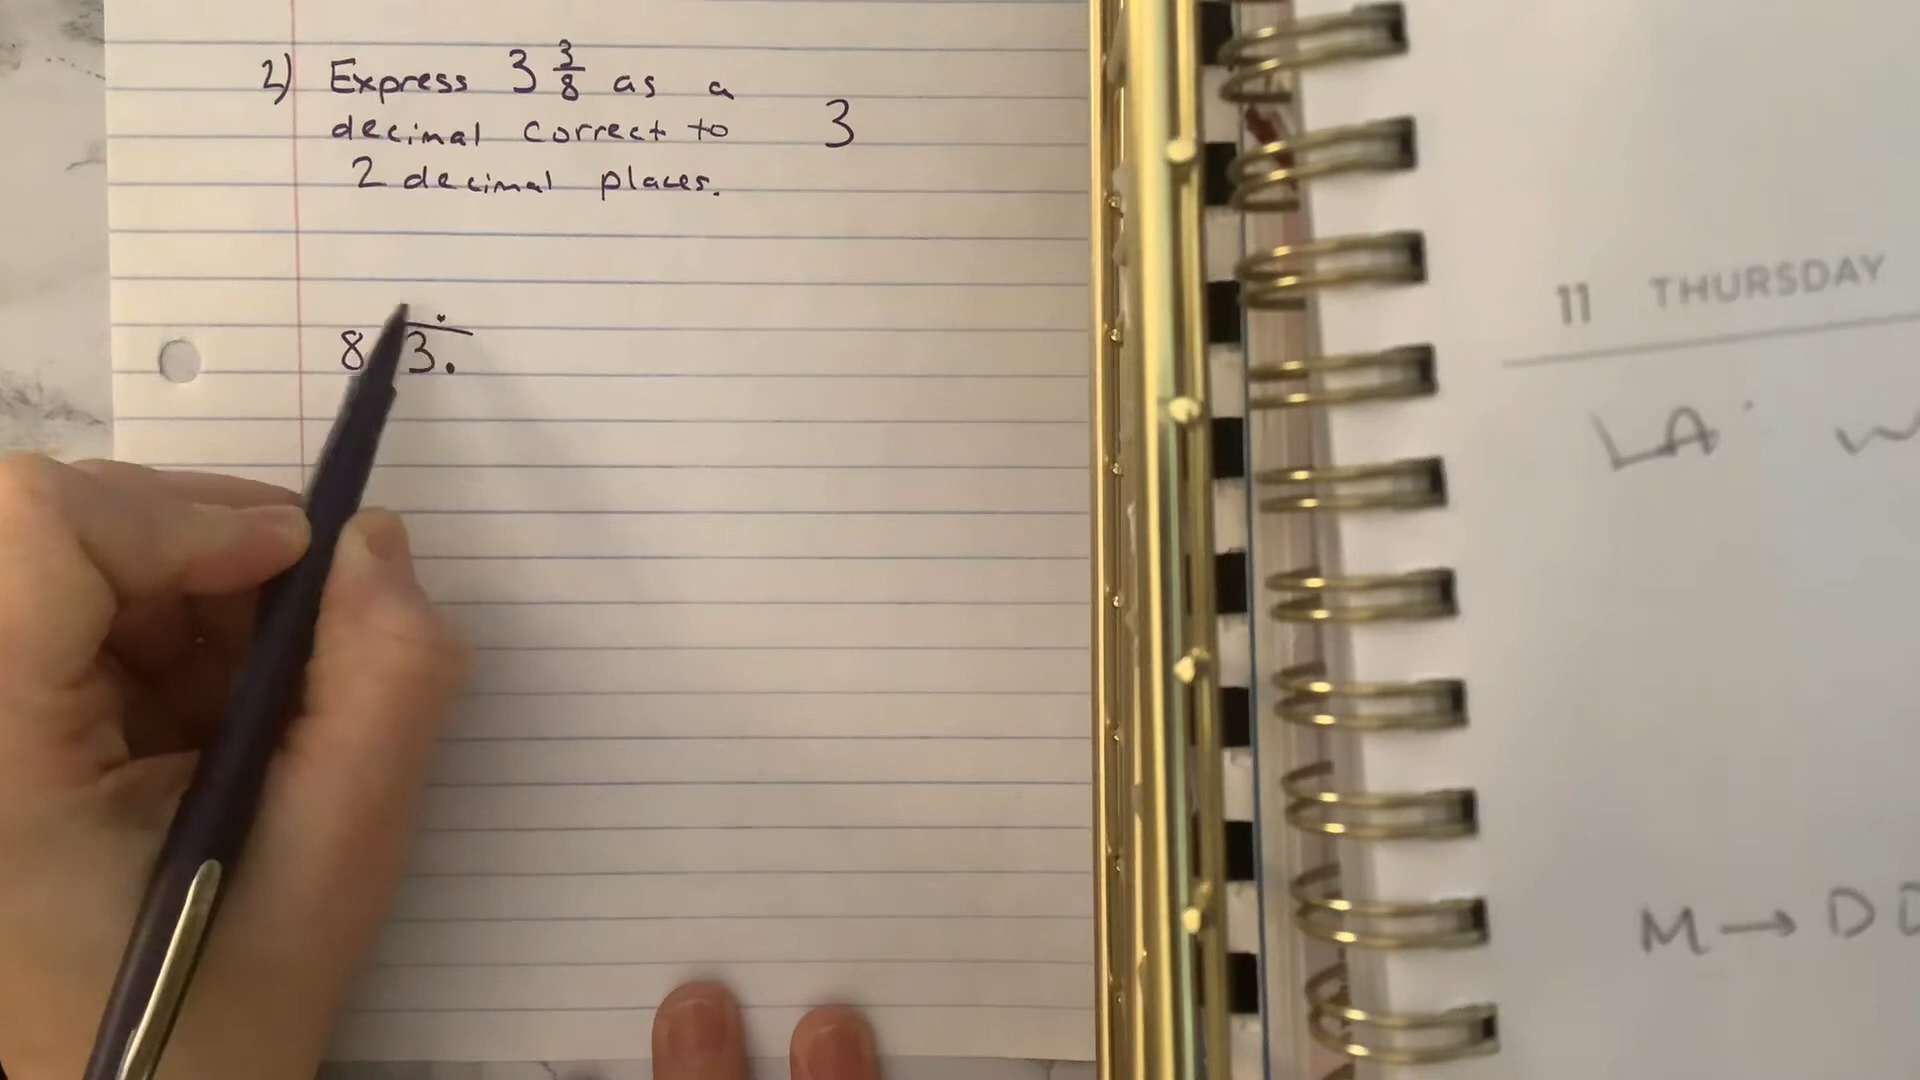 2) Express 3 3/8 as a
decimal correct to
2 decimal places.
3
8 3.
11 THURSDAY
LA
M → D